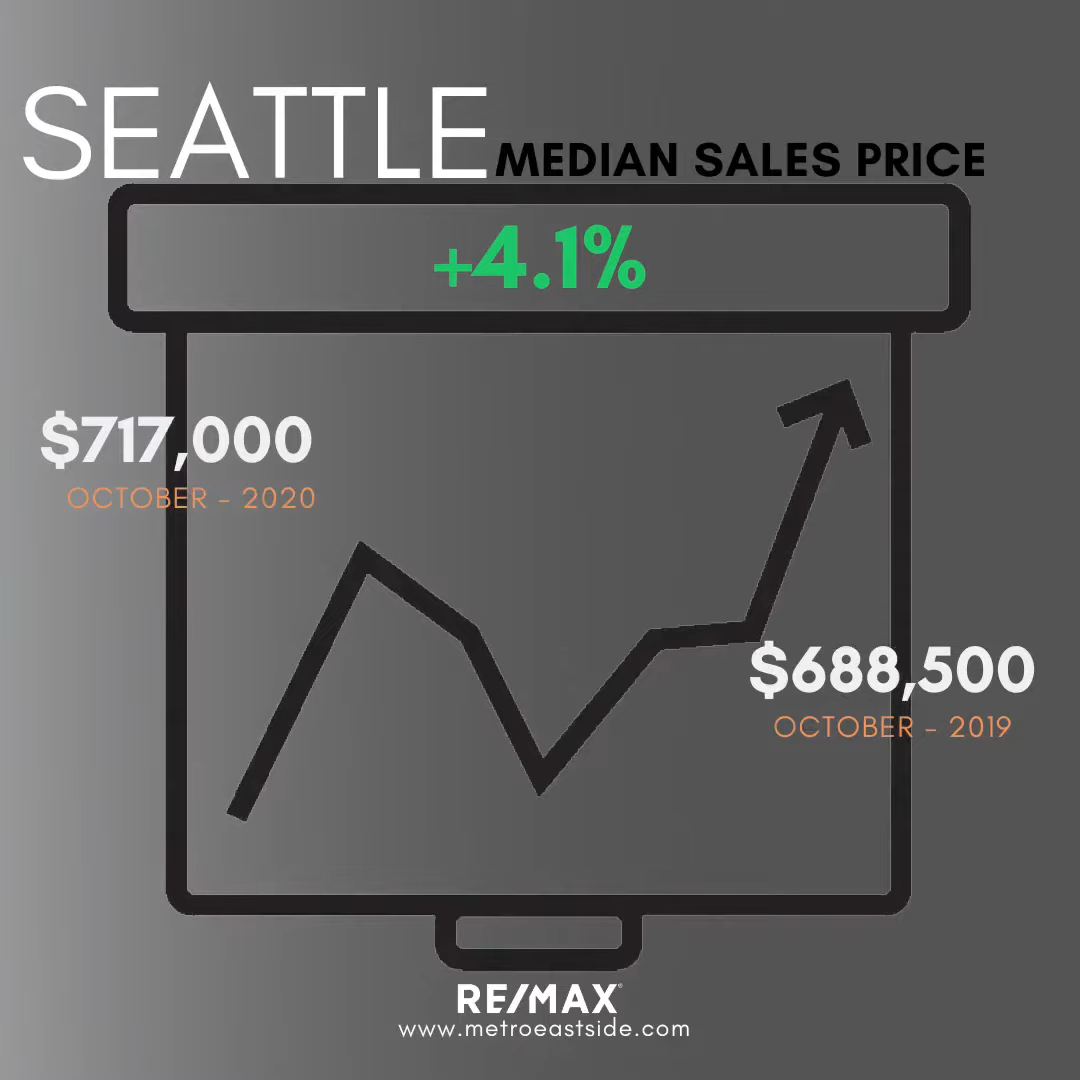 SEATTLE MEDIAN SALES PRICE
+4.1%
$717,000
OCTOBER – 2020
$688,500
OCTOBER – 2019
RE/MAX®
www.metroeastside.com